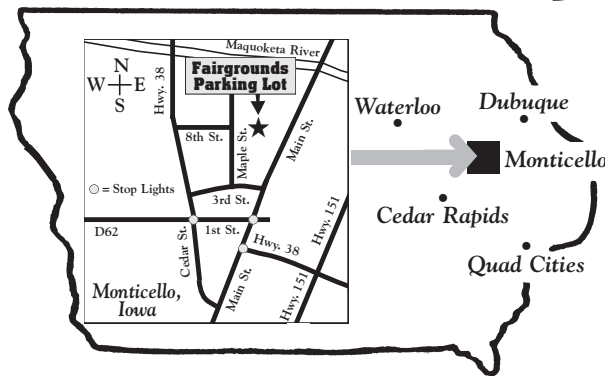 Maquoketa River
Fairgrounds
Parking Lot
N
W E
S
Hwy. 38
8th St.
Maple St.
Main St.
= Stop Lights
3rd St.
D62
1st St.
Cedar St.
Hwy. 38
Hwy. 151
Main St.
Hwy. 151
Monticello,
Iowa
Waterloo
Dubuque
Monticello
Cedar Rapids
Quad Cities